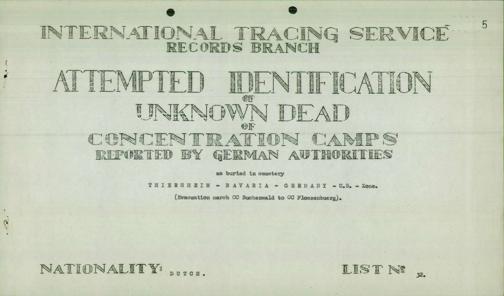 5
INTERNATIONAL TRACING SERVICE
RECORDS BRANCH
ATTEMPTED IDENTIFICATION
OF
UNKNOWN DEAD
OF
CONCENTRATION CAMPS
REPORTED BY GERMAN AUTHORITIES
as buried in cemetery
THIERSHEIM - BAVARIA - GERMANY - U.S. - Zone.
(Evacuation march CC Buchenwald to CC Flossenbuerg).
NATIONALITY: DUTCH. LIST Nº 32.